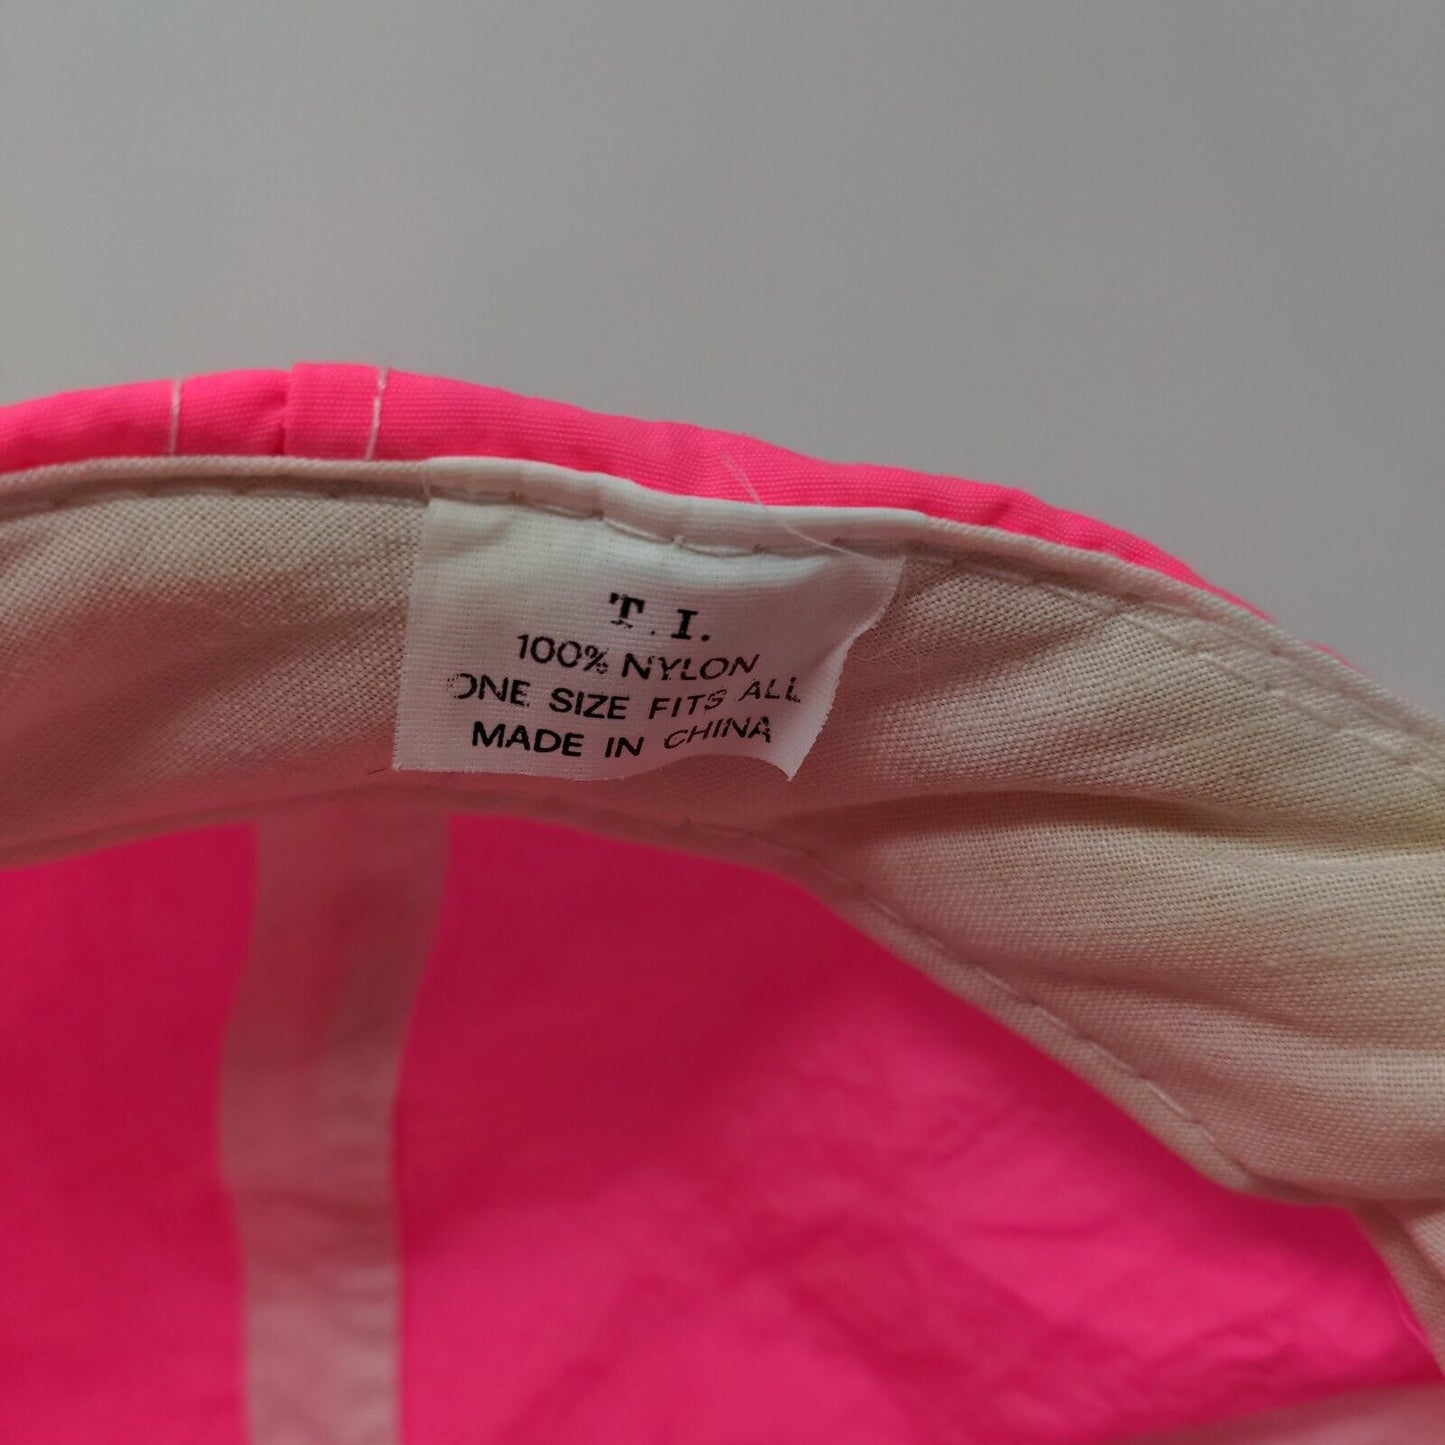 T.I.
100% NYLON
ONE SIZE FITS ALL
MADE IN CHINA